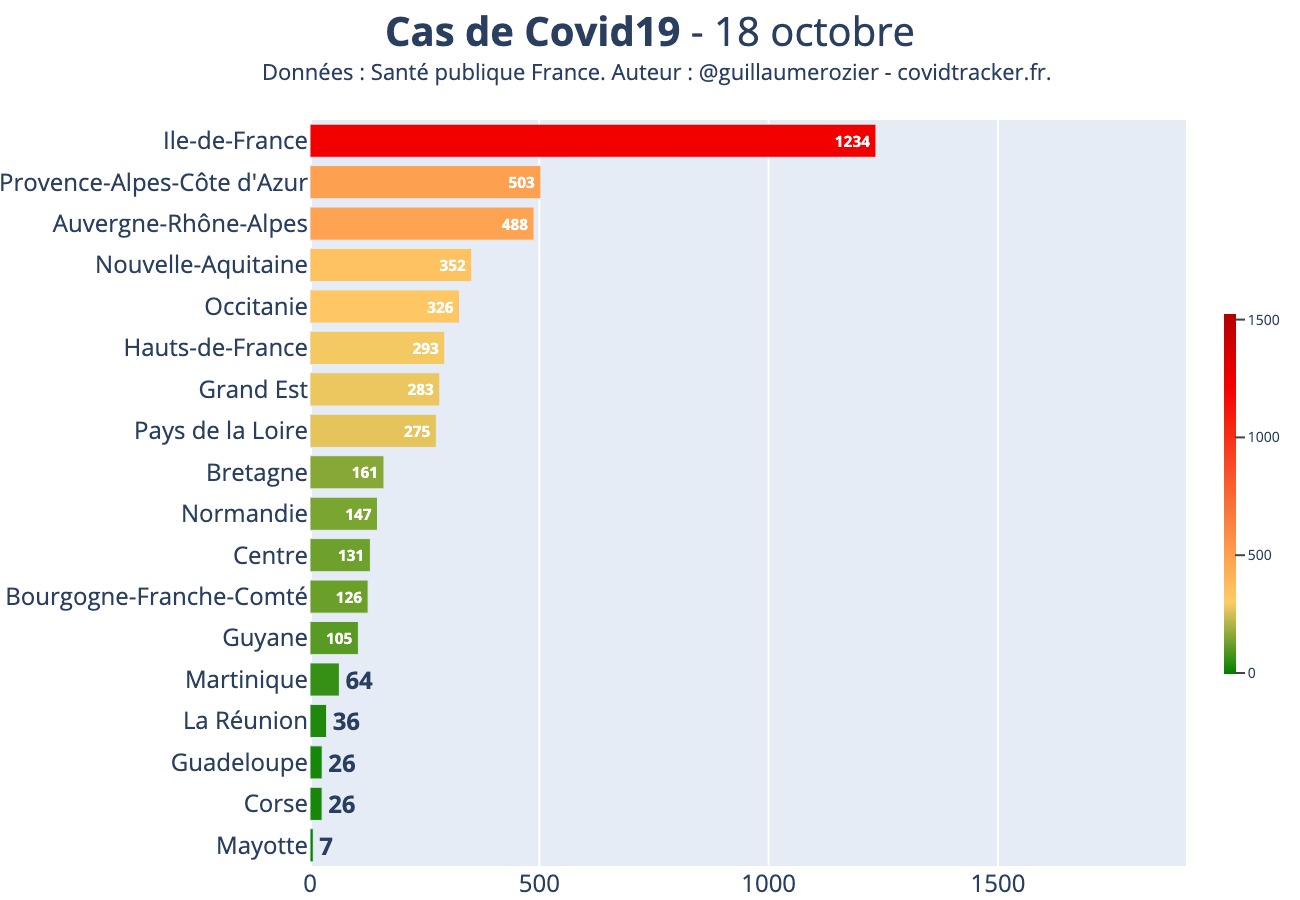 Cas de Covid19 - 18 octobre
Données : Santé publique France. Auteur : @guillaumerozier - covidtracker.fr.
Ile-de-France 1234
Provence-Alpes-Côte d'Azur 503
Auvergne-Rhône-Alpes 488
Nouvelle-Aquitaine 352
Occitanie 326
Hauts-de-France 293
Grand Est 283
Pays de la Loire 275
Bretagne 161
Normandie 147
Centre 131
Bourgogne-Franche-Comté 126
Guyane 105
Martinique 64
La Réunion 36
Guadeloupe 26
Corse 26
Mayotte 7
0 500 1000 1500
1500
1000
500
0